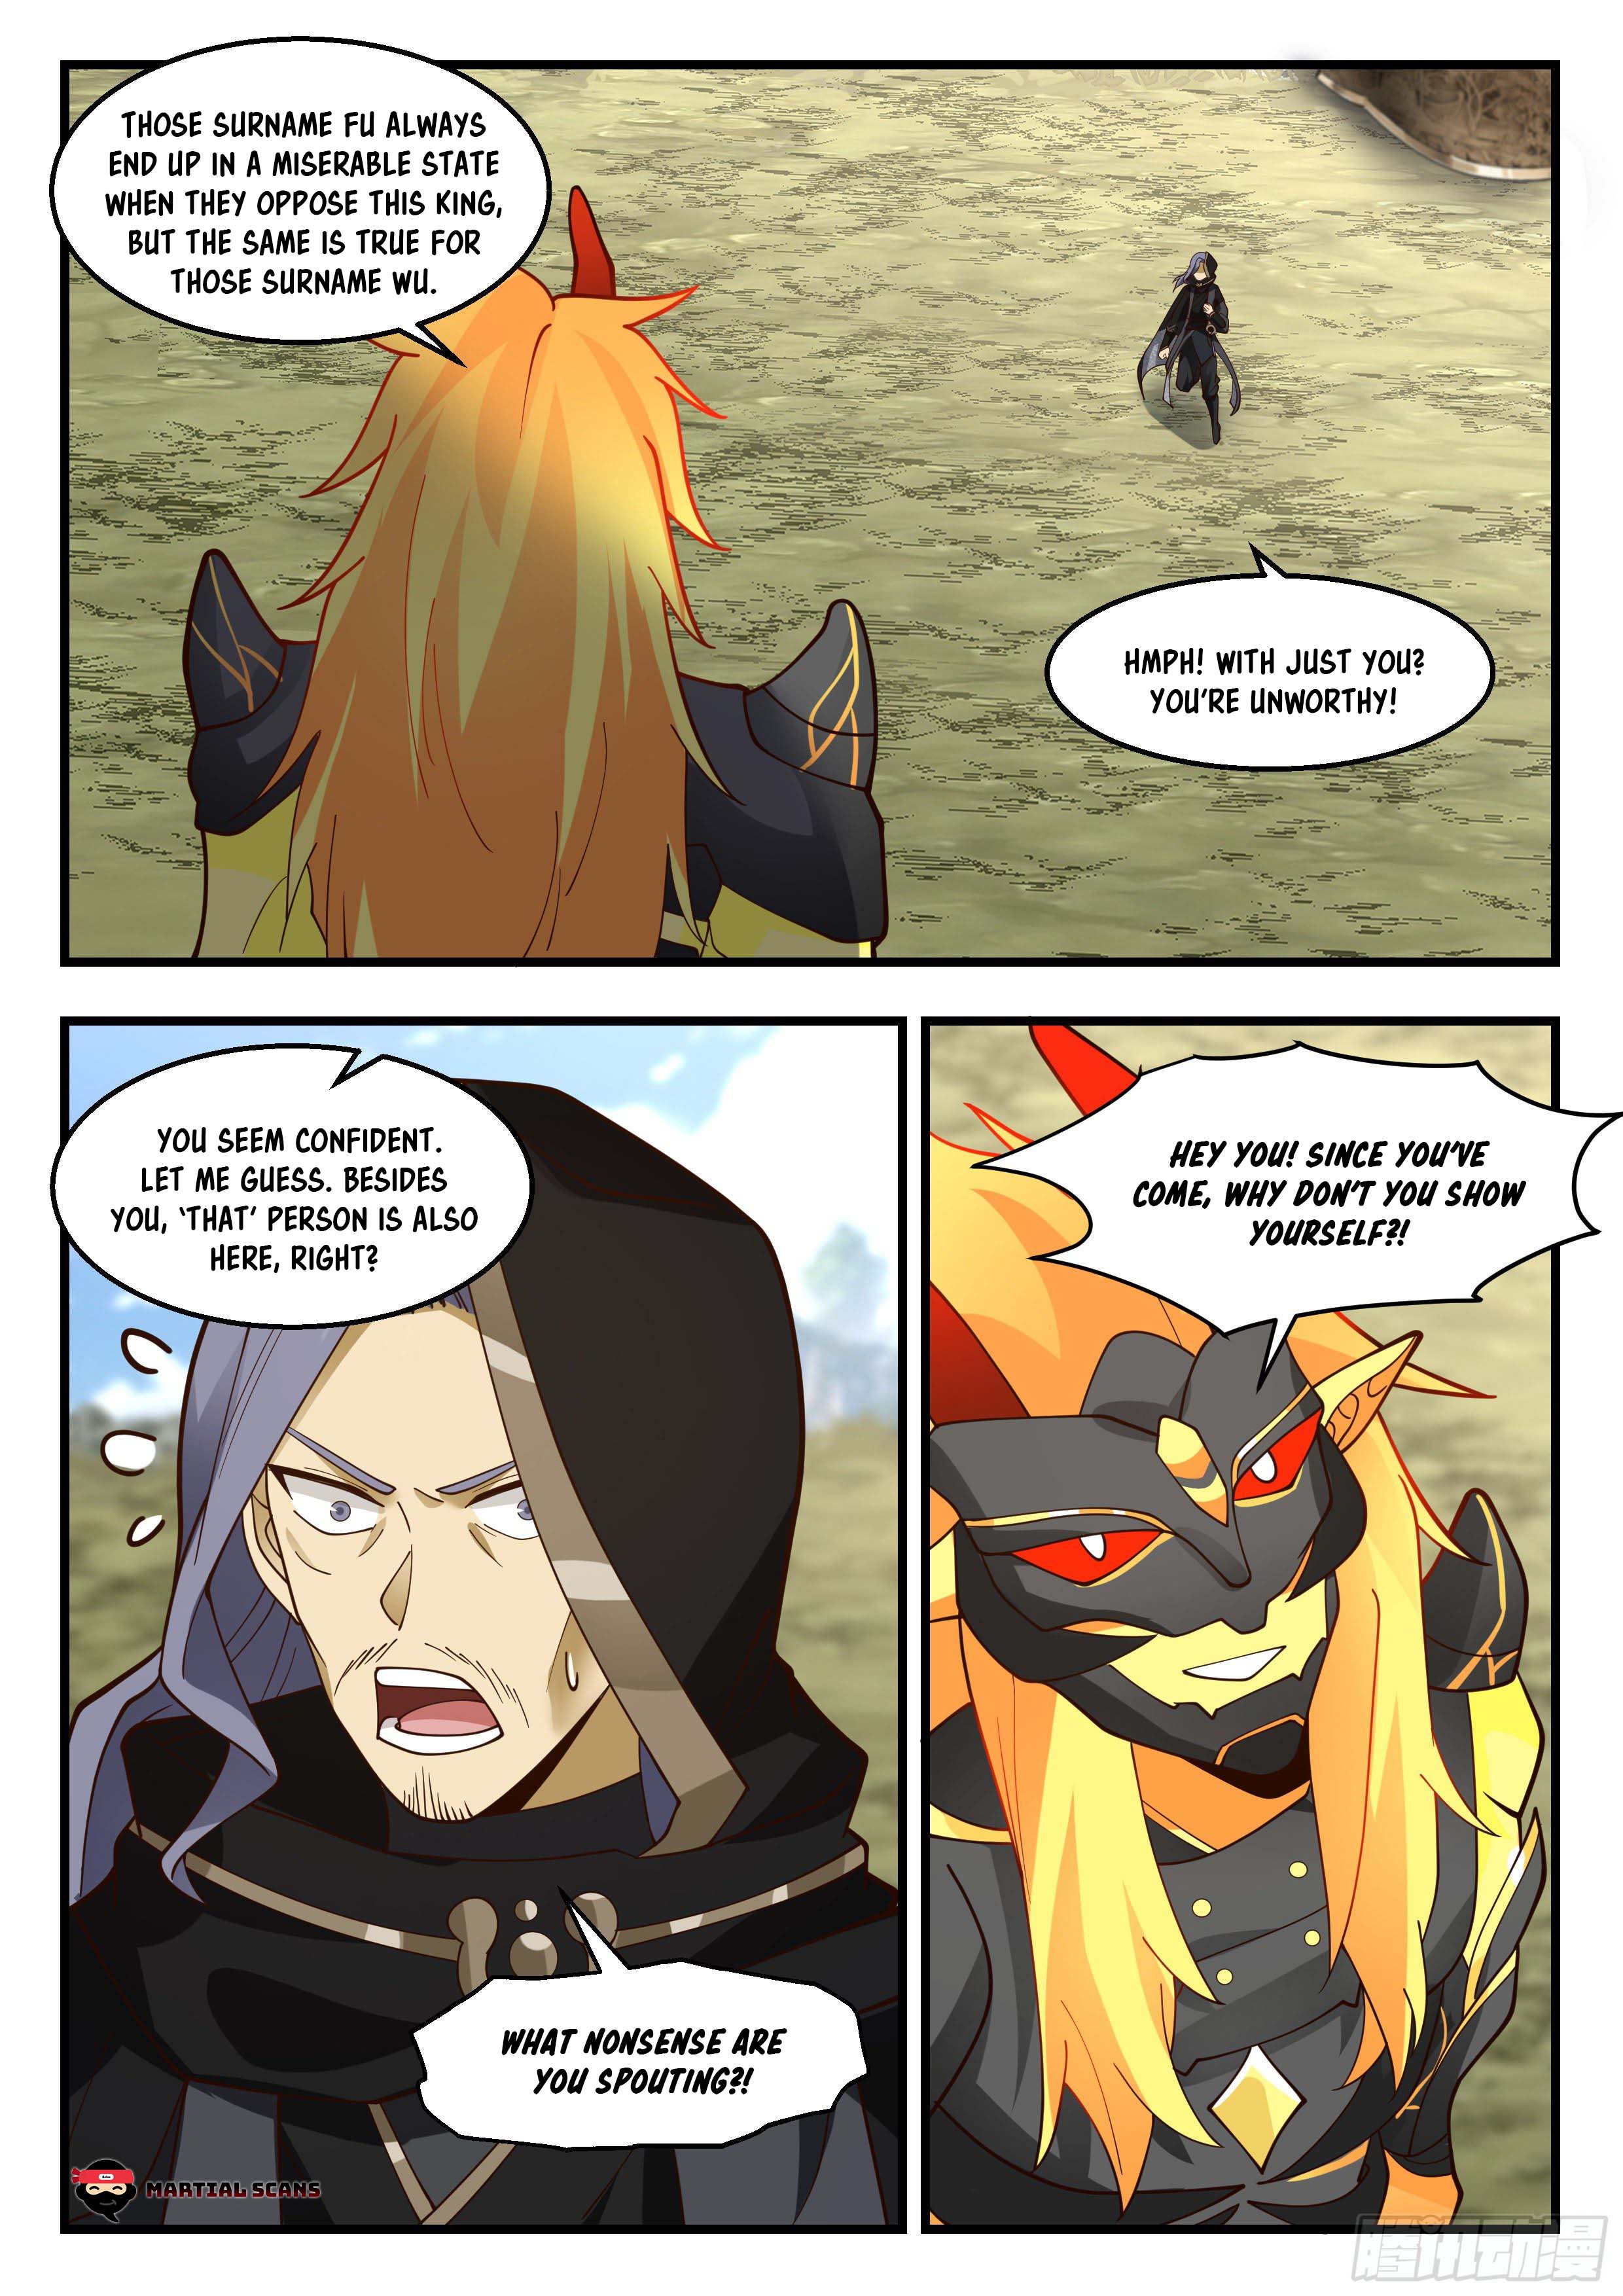 THOSE SURNAME FU ALWAYS
END UP IN A MISERABLE STATE
WHEN THEY OPPOSE THIS KING,
BUT THE SAME IS TRUE FOR
THOSE SURNAME WU.
HMPH! WITH JUST YOU?
YOU'RE UNWORTHY!
YOU SEEM CONFIDENT.
LET ME GUESS. BESIDES
YOU, 'THAT' PERSON IS ALSO
HERE, RIGHT?
WHAT NONSENSE ARE
YOU SPOUTING?!
HEY YOU! SINCE YOU'VE
COME, WHY DON'T YOU SHOW
YOURSELF?!
MARTIAL SCANS
腾讯动漫